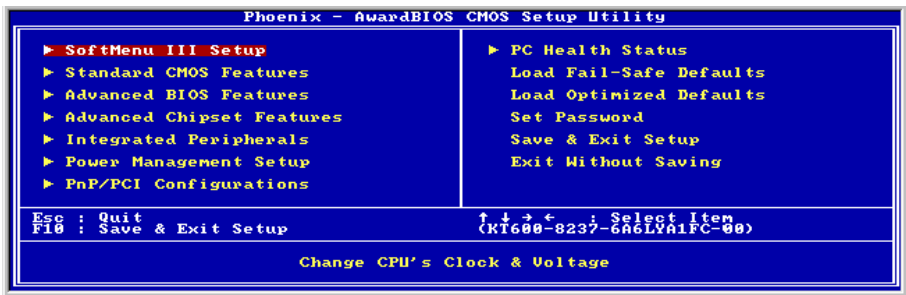 Phoenix - AwardBIOS CMOS Setup Utility
► SoftMenu III Setup
► Standard CMOS Features
► Advanced BIOS Features
► Advanced Chipset Features
► Integrated Peripherals
► Power Management Setup
► PnP/PCI Configurations
► PC Health Status
Load Fail-Safe Defaults
Load Optimized Defaults
Set Password
Save & Exit Setup
Exit Without Saving
Esc : Quit
F10 : Save & Exit Setup
↑ ↓ → ← : Select Item
(KT600-8237-6A6LYA1FC-00)
Change CPU's Clock & Voltage